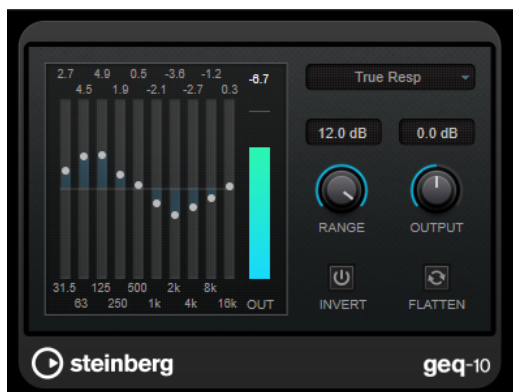 2.7 4.9 0.5 -3.6 -1.2
4.5 1.9 -2.1 -2.7 0.3
-6.7
True Resp
12.0 dB 0.0 dB
RANGE OUTPUT
31.5 125 500 2k 8k
63 250 1k 4k 16k OUT
INVERT FLATTEN
steinberg geq-10